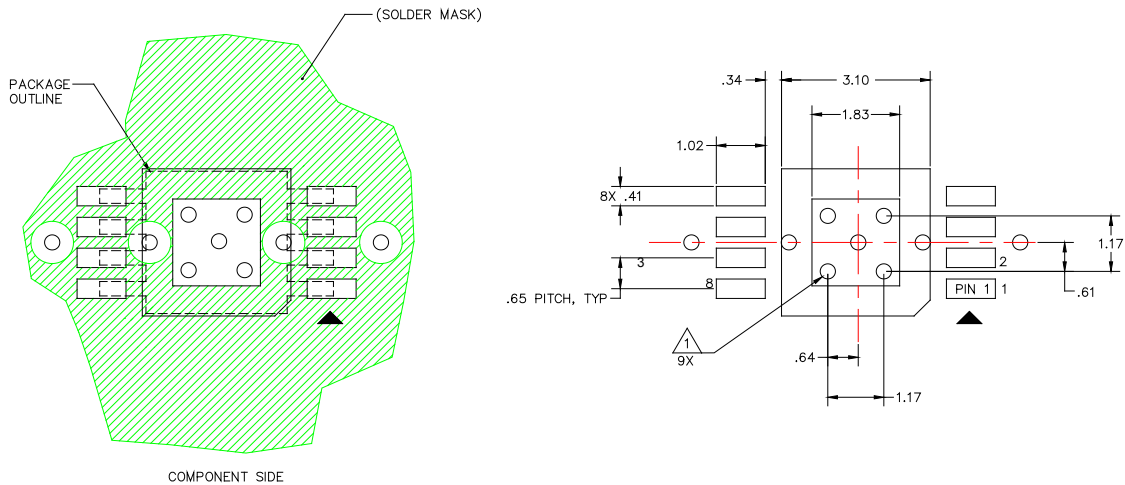 (SOLDER MASK)
PACKAGE
OUTLINE
COMPONENT SIDE
.34
3.10
1.83
1.02
8X .41
3
2
1.17
8
PIN 1
1
.61
.65 PITCH, TYP
1
9X
.64
1.17